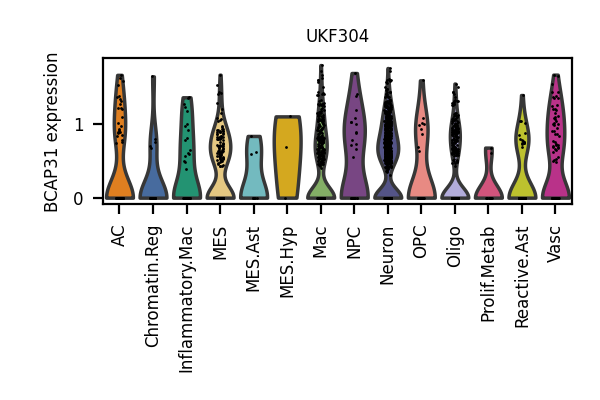 UKF304
BCAP31 expression
1
0
AC
Chromatin.Reg
Inflammatory.Mac
MES
MES.Ast
MES.Hyp
Mac
NPC
Neuron
OPC
Oligo
Prolif.Metab
Reactive.Ast
Vasc